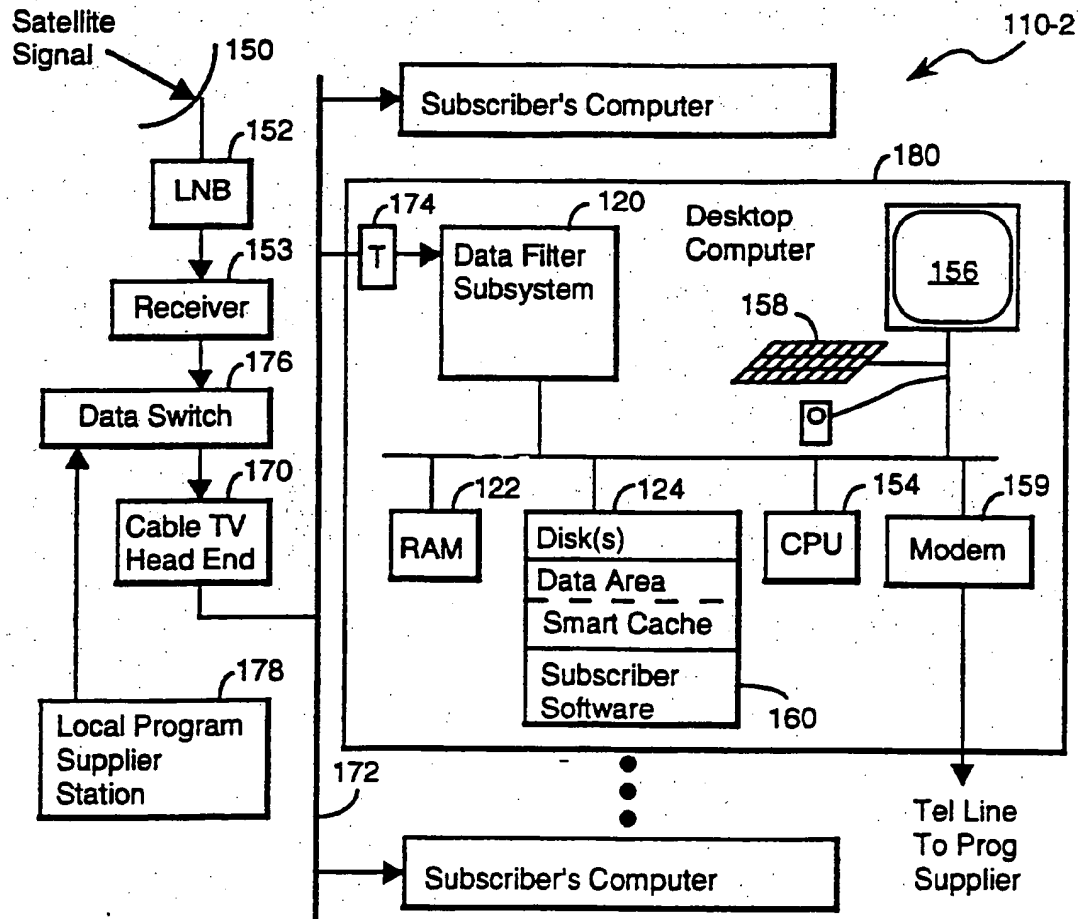 Satellite
Signal
150
110-2
Subscriber's Computer
152
LNB
180
174
T
120
Data Filter
Subsystem
Desktop
Computer
156
153
Receiver
158
176
Data Switch
170
Cable TV
Head End
122
RAM
124
Disk(s)
Data Area
Smart Cache
Subscriber
Software
160
154
CPU
159
Modem
178
Local Program
Supplier
Station
172
Tel Line
To Prog
Supplier
Subscriber's Computer